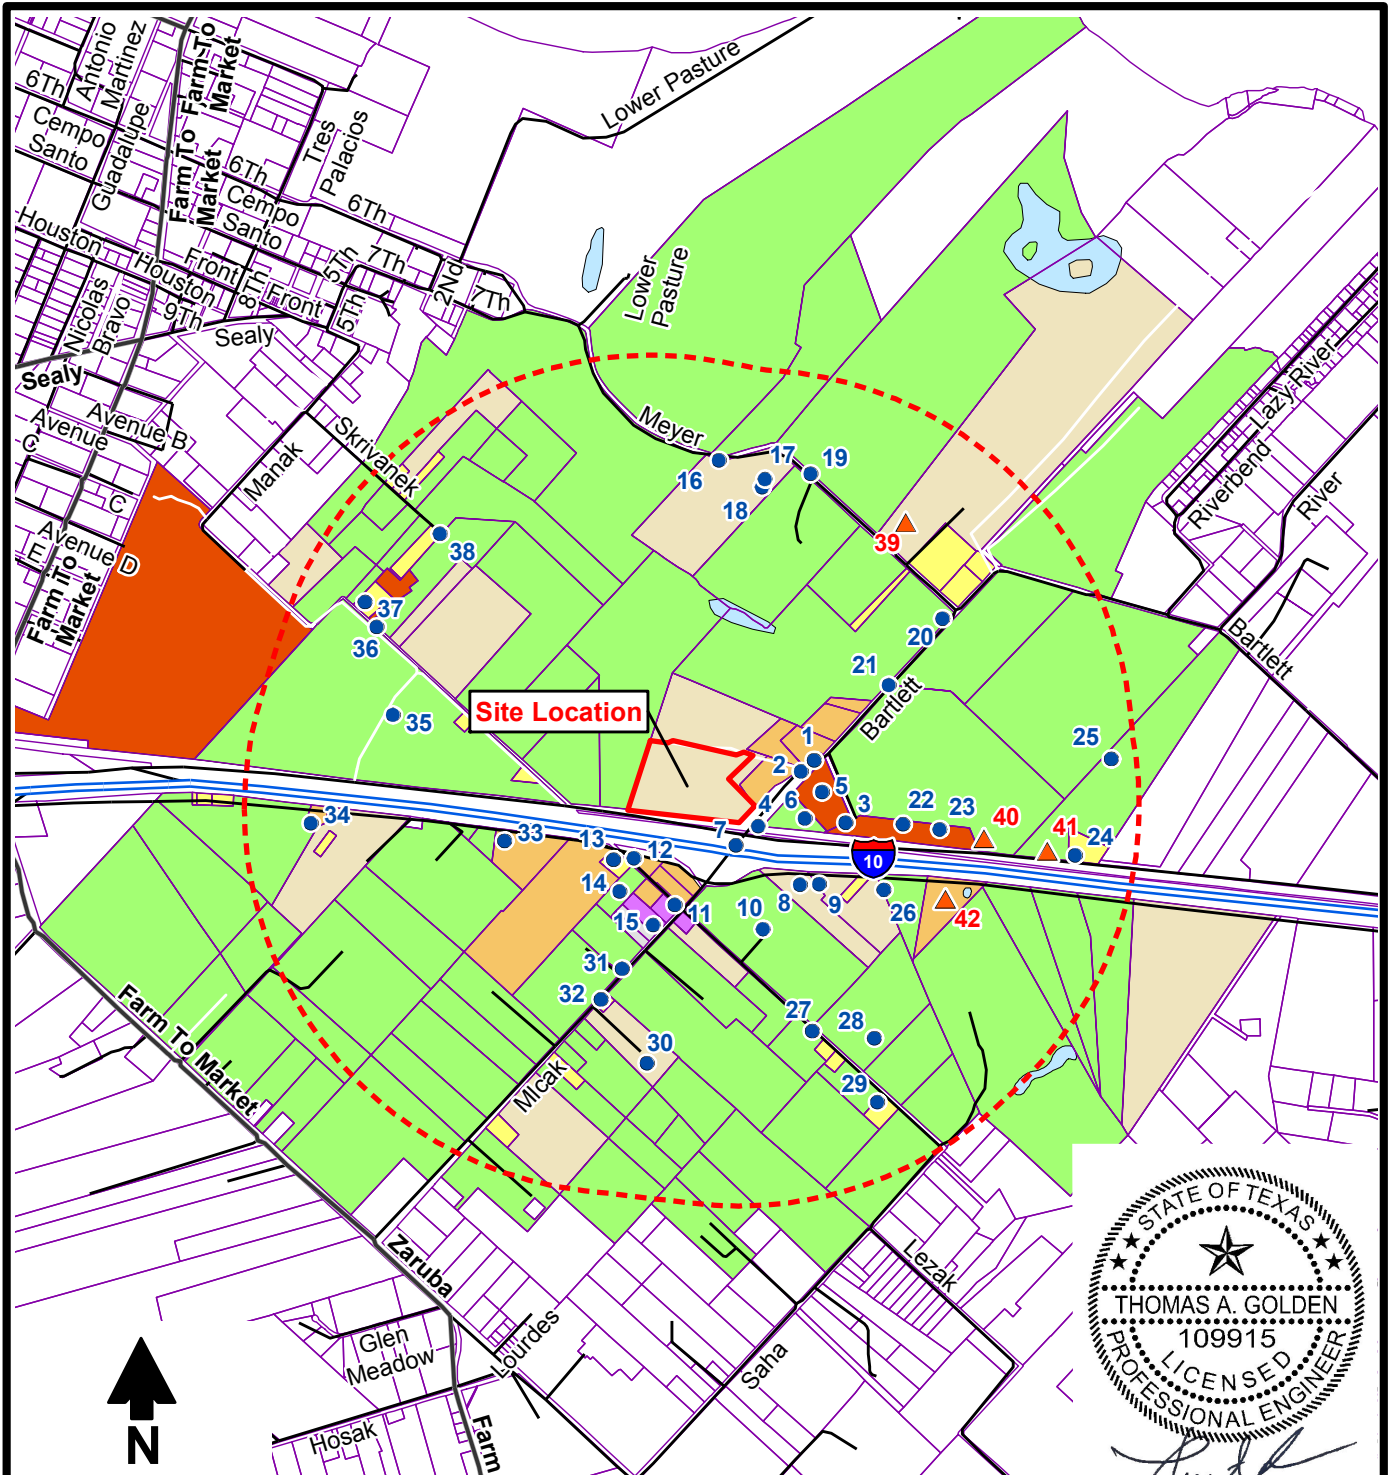 Antonio
Martinez
Farm To
Market
Farm To
Market
6Th
Cempo
Santo
Guadalupe
Tres
Palacios
Lower Pasture
6Th
Cempo
Santo
6Th
Houston
Front
Houston
8Th
9Th
Front
5Th
5Th
7Th
2Nd
7Th
Lower
Pasture
Nicolas
Bravo
Sealy
Sealy
Avenue B
Avenue
C
C
Avenue D
E
Farm To
Market
Manak
Skrivanek
Meyer
16
17
18
19
39
38
37
36
35
20
21
Bartlett
Bartlett
Lazy River
Riverbend
River
Site Location
1
2
3
4
5
6
7
22
23
40
41
24
25
10
34
33
13
12
14
15
11
10
8
9
26
42
31
32
30
27
28
29
Micak
Farm To Market
Zaruba
Glen
Meadow
Lourdes
Hosak
Farm
Saha
Lezak
N
STATE OF TEXAS
THOMAS A. GOLDEN
109915
LICENSED
PROFESSIONAL ENGINEER